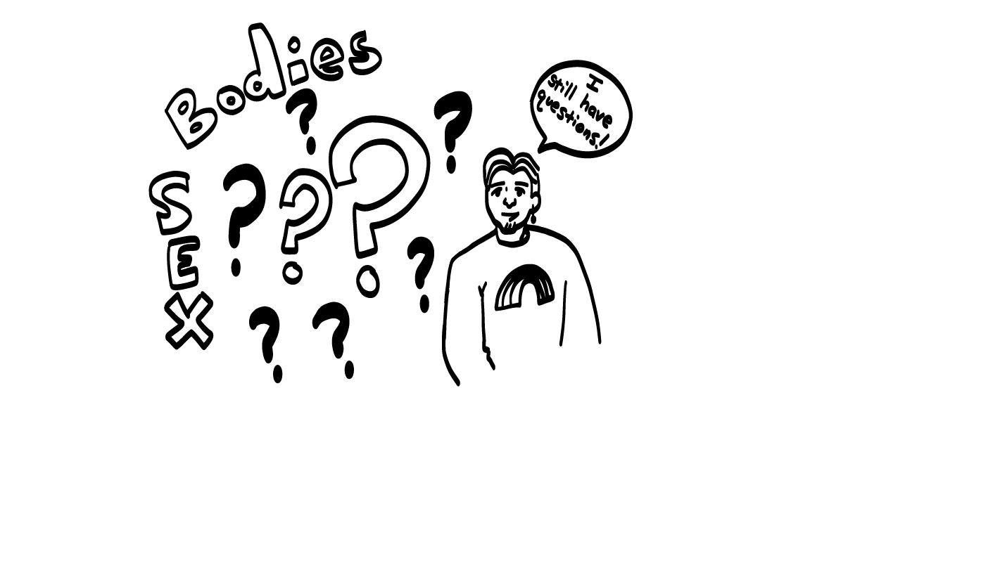 Bodies
SEX
? ? ? ? ? ? ? ?
I
still have
questions!